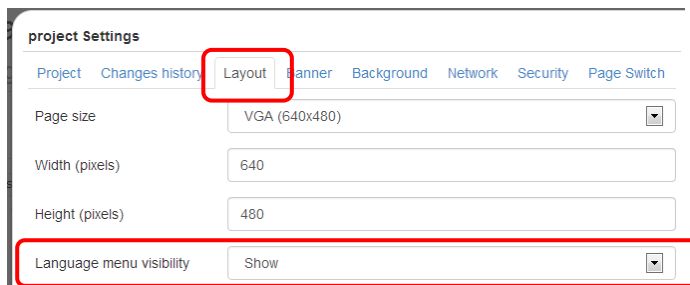 project Settings
Project Changes history Layout Banner Background Network Security Page Switch
Page size VGA (640x480)
Width (pixels) 640
Height (pixels) 480
Language menu visibility Show